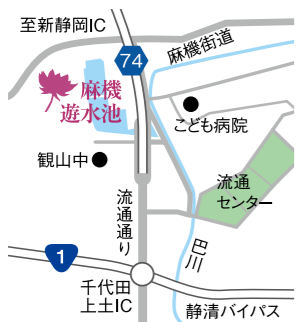 至新静岡IC
74
麻機街道
麻機
遊水池
こども病院
観山中
流通
センター
流通通り
巴川
1
千代田
上土IC
静清バイパス